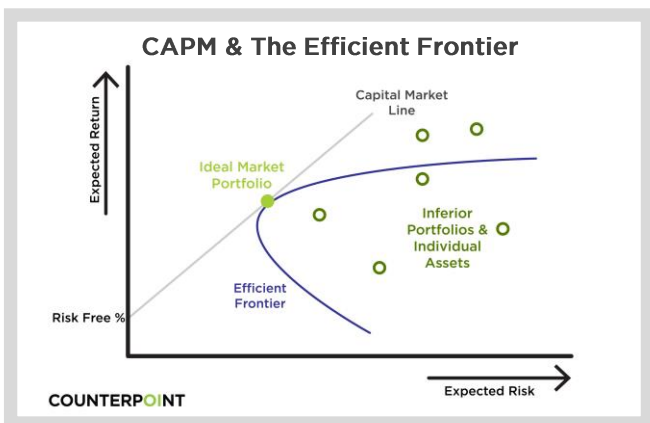 CAPM & The Efficient Frontier
Expected Return
Capital Market
Line
Ideal Market
Portfolio
Inferior
Portfolios &
Individual
Assets
Efficient
Frontier
Risk Free %
Expected Risk
COUNTERPOINT